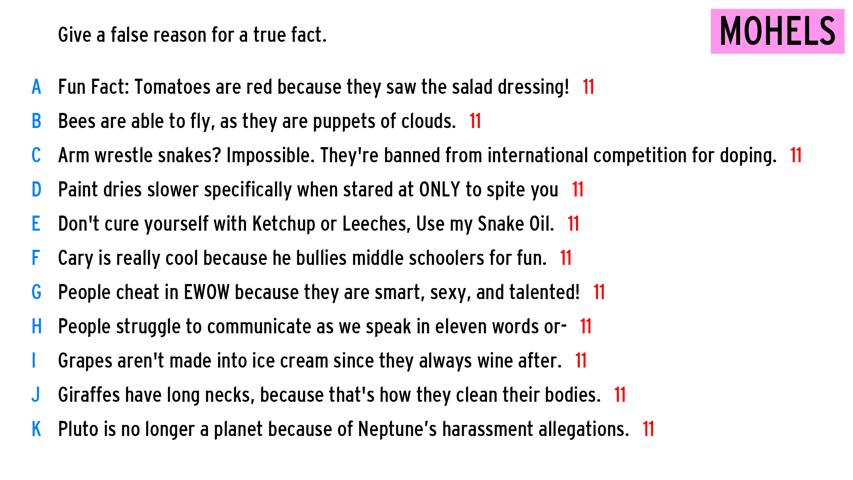 Give a false reason for a true fact.
MOHELS
A Fun Fact: Tomatoes are red because they saw the salad dressing! 11
B Bees are able to fly, as they are puppets of clouds. 11
C Arm wrestle snakes? Impossible. They're banned from international competition for doping. 11
D Paint dries slower specifically when stared at ONLY to spite you 11
E Don't cure yourself with Ketchup or Leeches, Use my Snake Oil. 11
F Cary is really cool because he bullies middle schoolers for fun. 11
G People cheat in EWOW because they are smart, sexy, and talented! 11
H People struggle to communicate as we speak in eleven words or- 11
I Grapes aren't made into ice cream since they always wine after. 11
J Giraffes have long necks, because that's how they clean their bodies. 11
K Pluto is no longer a planet because of Neptune’s harassment allegations. 11